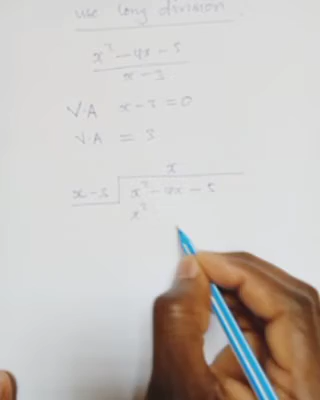 use long division
x² - 4x - 5
x - 3
V.A x - 3 = 0
V.A = 3
x
x - 3 x² - 4x - 5
x²